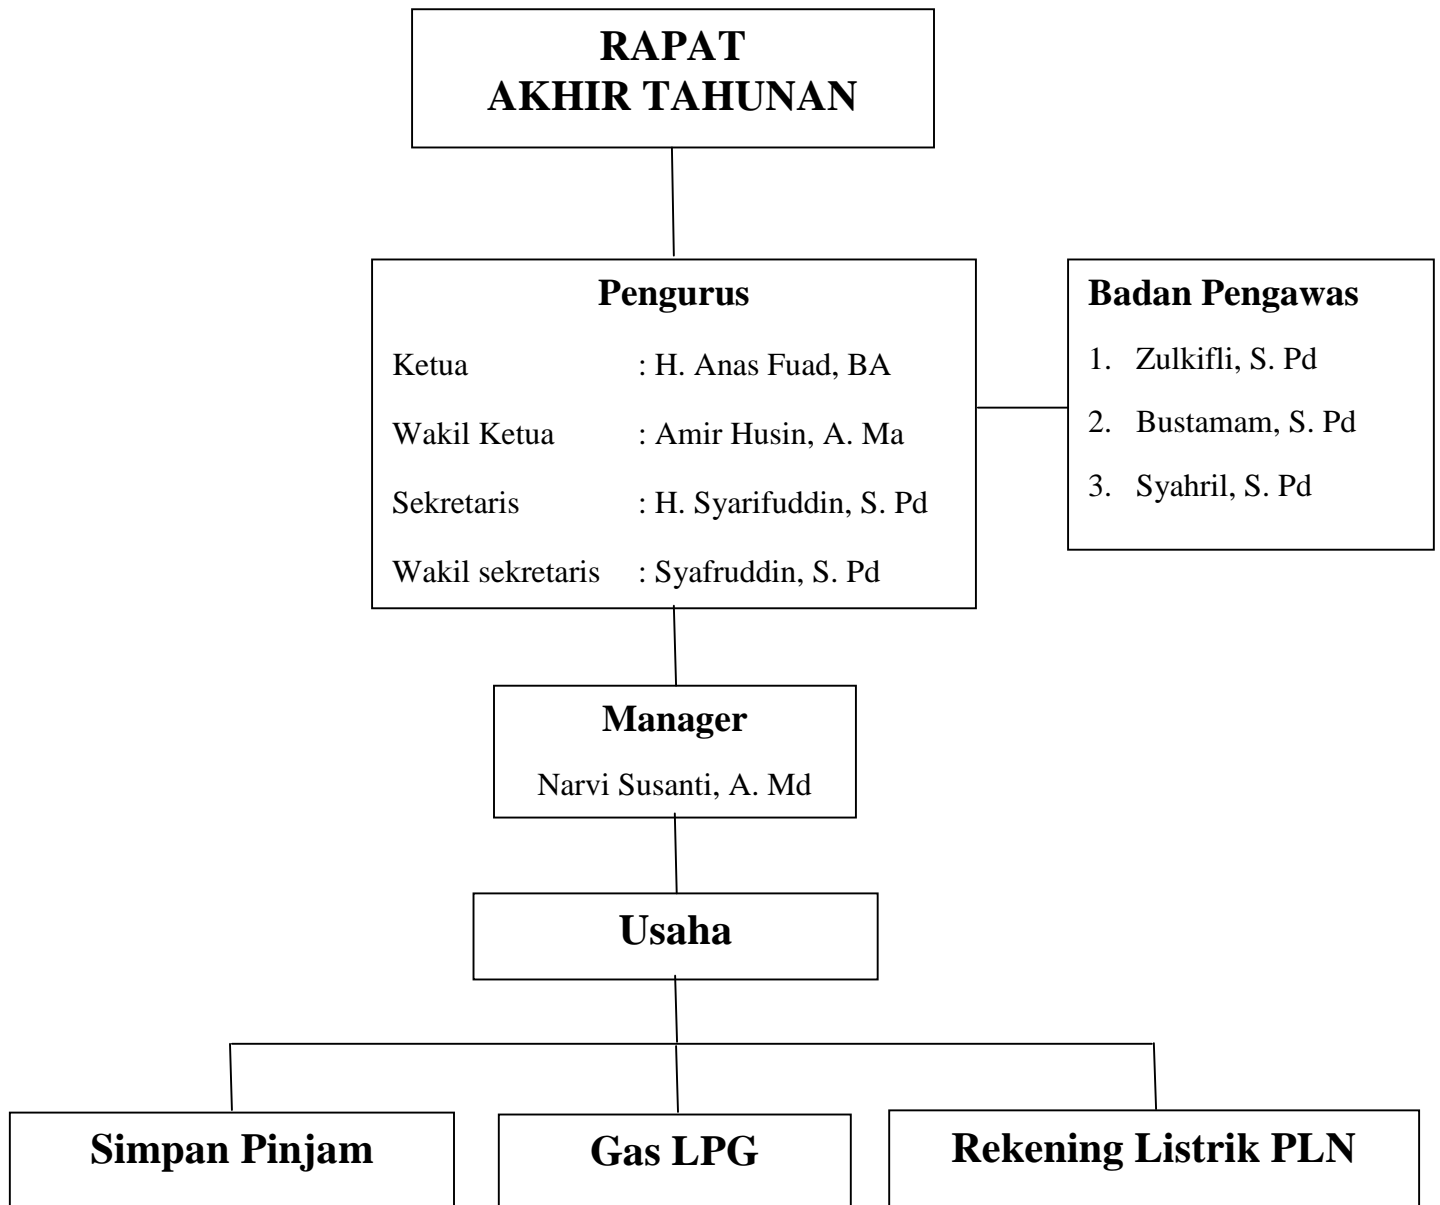 RAPAT
AKHIR TAHUNAN
Pengurus
Ketua : H. Anas Fuad, BA
Wakil Ketua : Amir Husin, A. Ma
Sekretaris : H. Syarifuddin, S. Pd
Wakil sekretaris : Syafruddin, S. Pd
Badan Pengawas
1. Zulkifli, S. Pd
2. Bustamam, S. Pd
3. Syahril, S. Pd
Manager
Narvi Susanti, A. Md
Usaha
Simpan Pinjam
Gas LPG
Rekening Listrik PLN